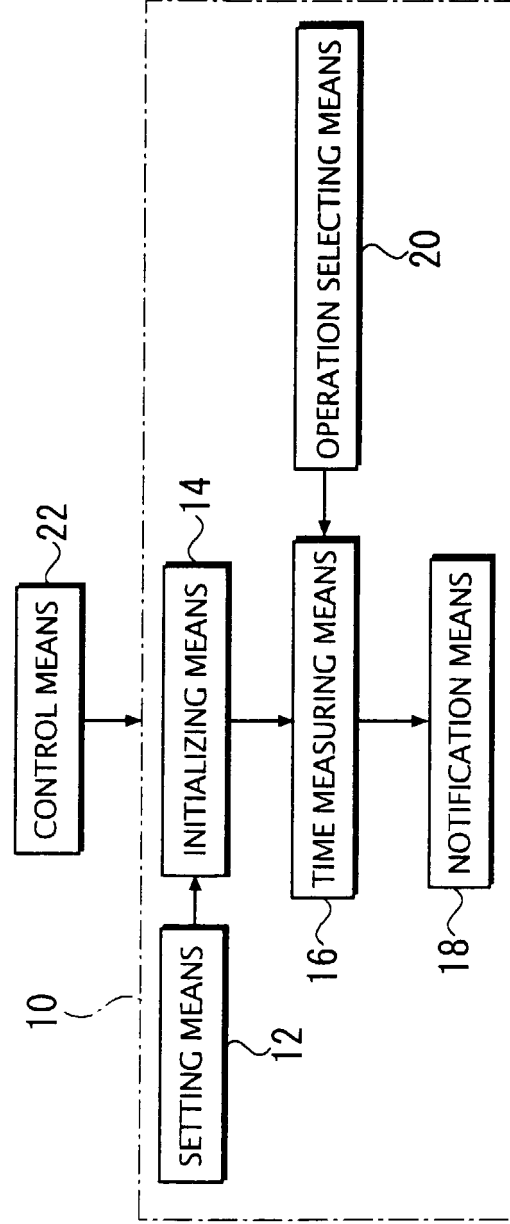 CONTROL MEANS
22
10
SETTING MEANS
12
INITIALIZING MEANS
14
TIME MEASURING MEANS
16
OPERATION SELECTING MEANS
20
NOTIFICATION MEANS
18